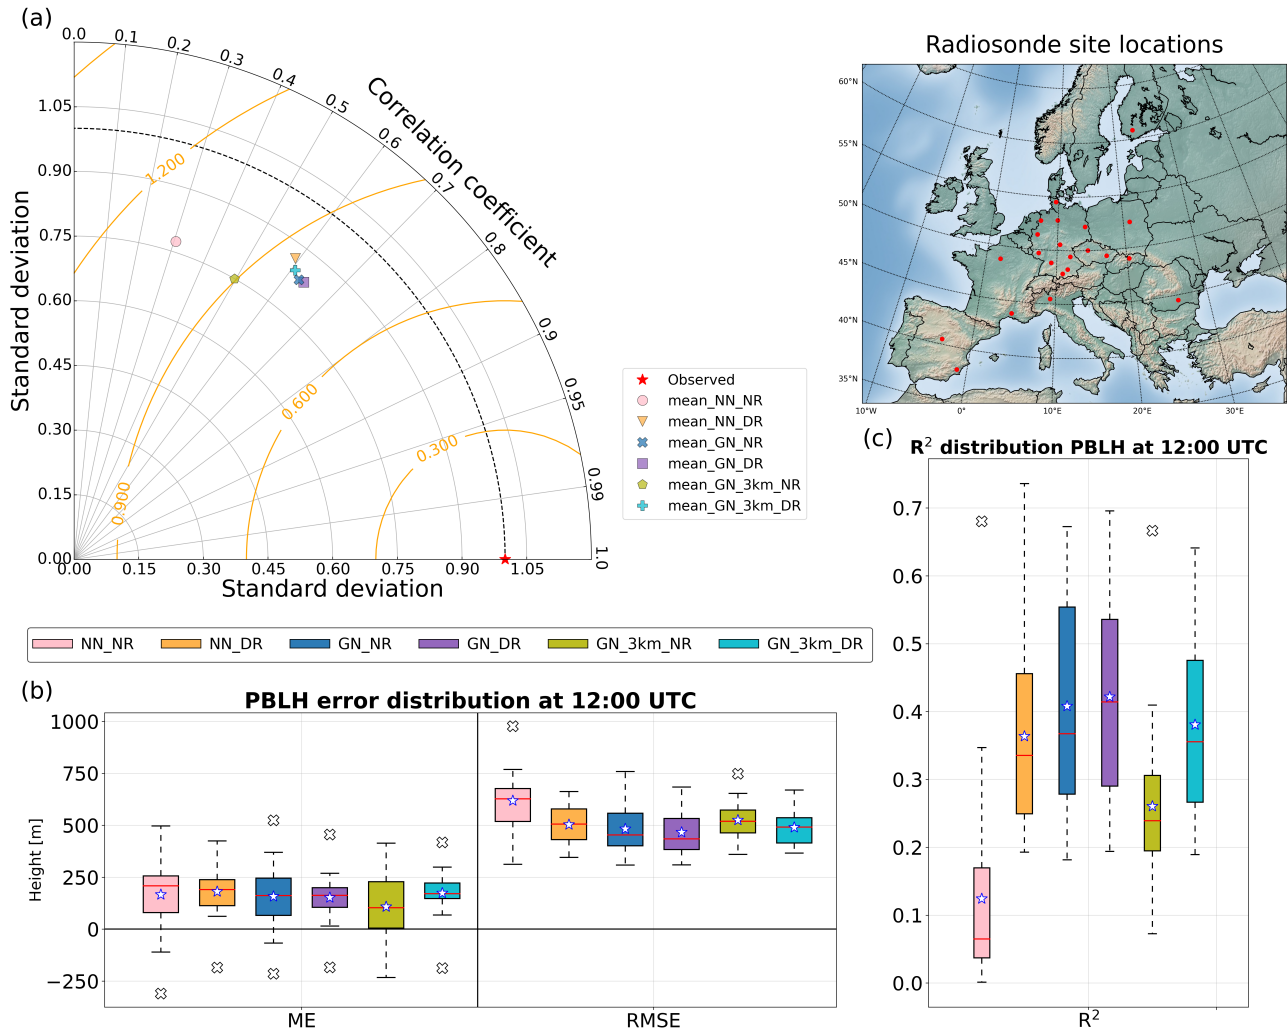 (a)
0.0
0.1
0.2
0.3
0.4
0.5
0.6
0.7
0.8
0.9
0.95
0.99
1.0
Correlation coefficient
1.05
0.90
0.75
0.60
0.45
0.30
0.15
0.00
Standard deviation
1.200
0.900
0.600
0.300
0.00
0.15
0.30
0.45
0.60
0.75
0.90
1.05
Standard deviation
Observed
mean_NN_NR
mean_NN_DR
mean_GN_NR
mean_GN_DR
mean_GN_3km_NR
mean_GN_3km_DR
Radiosonde site locations
60°N
55°N
50°N
45°N
40°N
35°N
10°W
0°
10°E
20°E
30°E
NN_NR
NN_DR
GN_NR
GN_DR
GN_3km_NR
GN_3km_DR
(b)
PBLH error distribution at 12:00 UTC
Height [m]
1000
750
500
250
0
−250
ME
RMSE
(c)
R² distribution PBLH at 12:00 UTC
0.7
0.6
0.5
0.4
0.3
0.2
0.1
0.0
R²